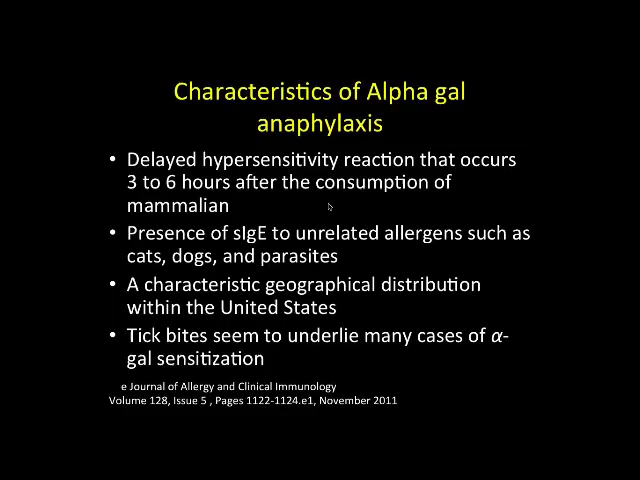 Characteristics of Alpha gal
anaphylaxis
• Delayed hypersensitivity reaction that occurs
3 to 6 hours after the consumption of
mammalian
• Presence of sIgE to unrelated allergens such as
cats, dogs, and parasites
• A characteristic geographical distribution
within the United States
• Tick bites seem to underlie many cases of α-
gal sensitization
e Journal of Allergy and Clinical Immunology
Volume 128, Issue 5 , Pages 1122-1124.e1, November 2011